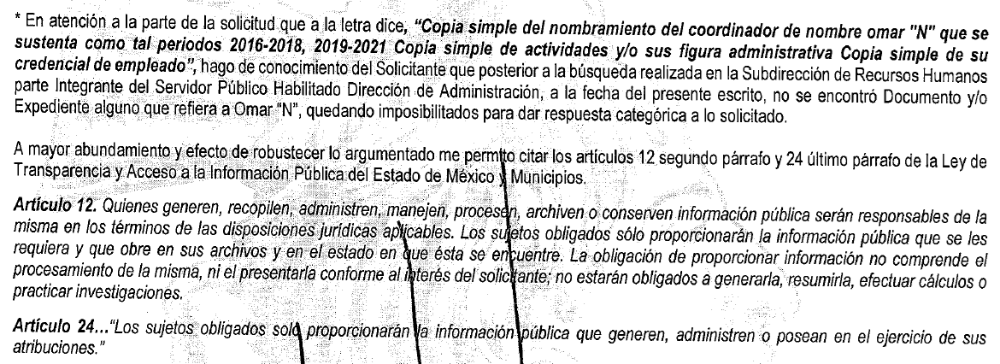 * En atención a la parte de la solicitud que a la letra dice, “Copia simple del nombramiento del coordinador de nombre omar "N" que se
sustenta como tal periodos 2016-2018, 2019-2021 Copia simple de actividades y/o sus figura administrativa Copia simple de su
credencial de empleado”, hago de conocimiento del Solicitante que posterior a la búsqueda realizada en la Subdirección de Recursos Humanos
parte Integrante del Servidor Público Habilitado Dirección de Administración, a la fecha del presente escrito, no se encontró Documento y/o
Expediente alguno que refiera a Omar “N”, quedando imposibilitados para dar respuesta categórica a lo solicitado.
A mayor abundamiento y efecto de robustecer lo argumentado me permito citar los artículos 12 segundo párrafo y 24 último párrafo de la Ley de
Transparencia y Acceso a la Información Pública del Estado de México y Municipios.
Artículo 12. Quienes generen, recopilen, administren, manejen, procesen, archiven o conserven información pública serán responsables de la
misma en los términos de las disposiciones jurídicas aplicables. Los sujetos obligados sólo proporcionarán la información pública que se les
requiera y que obre en sus archivos y en el estado en que ésta se encuentre. La obligación de proporcionar información no comprende el
procesamiento de la misma, ni el presentarla conforme al interés del solicitante; no estarán obligados a generarla, resumirla, efectuar cálculos o
practicar investigaciones.
Artículo 24...“Los sujetos obligados solo proporcionarán la información pública que generen, administren o posean en el ejercicio de sus
atribuciones.”